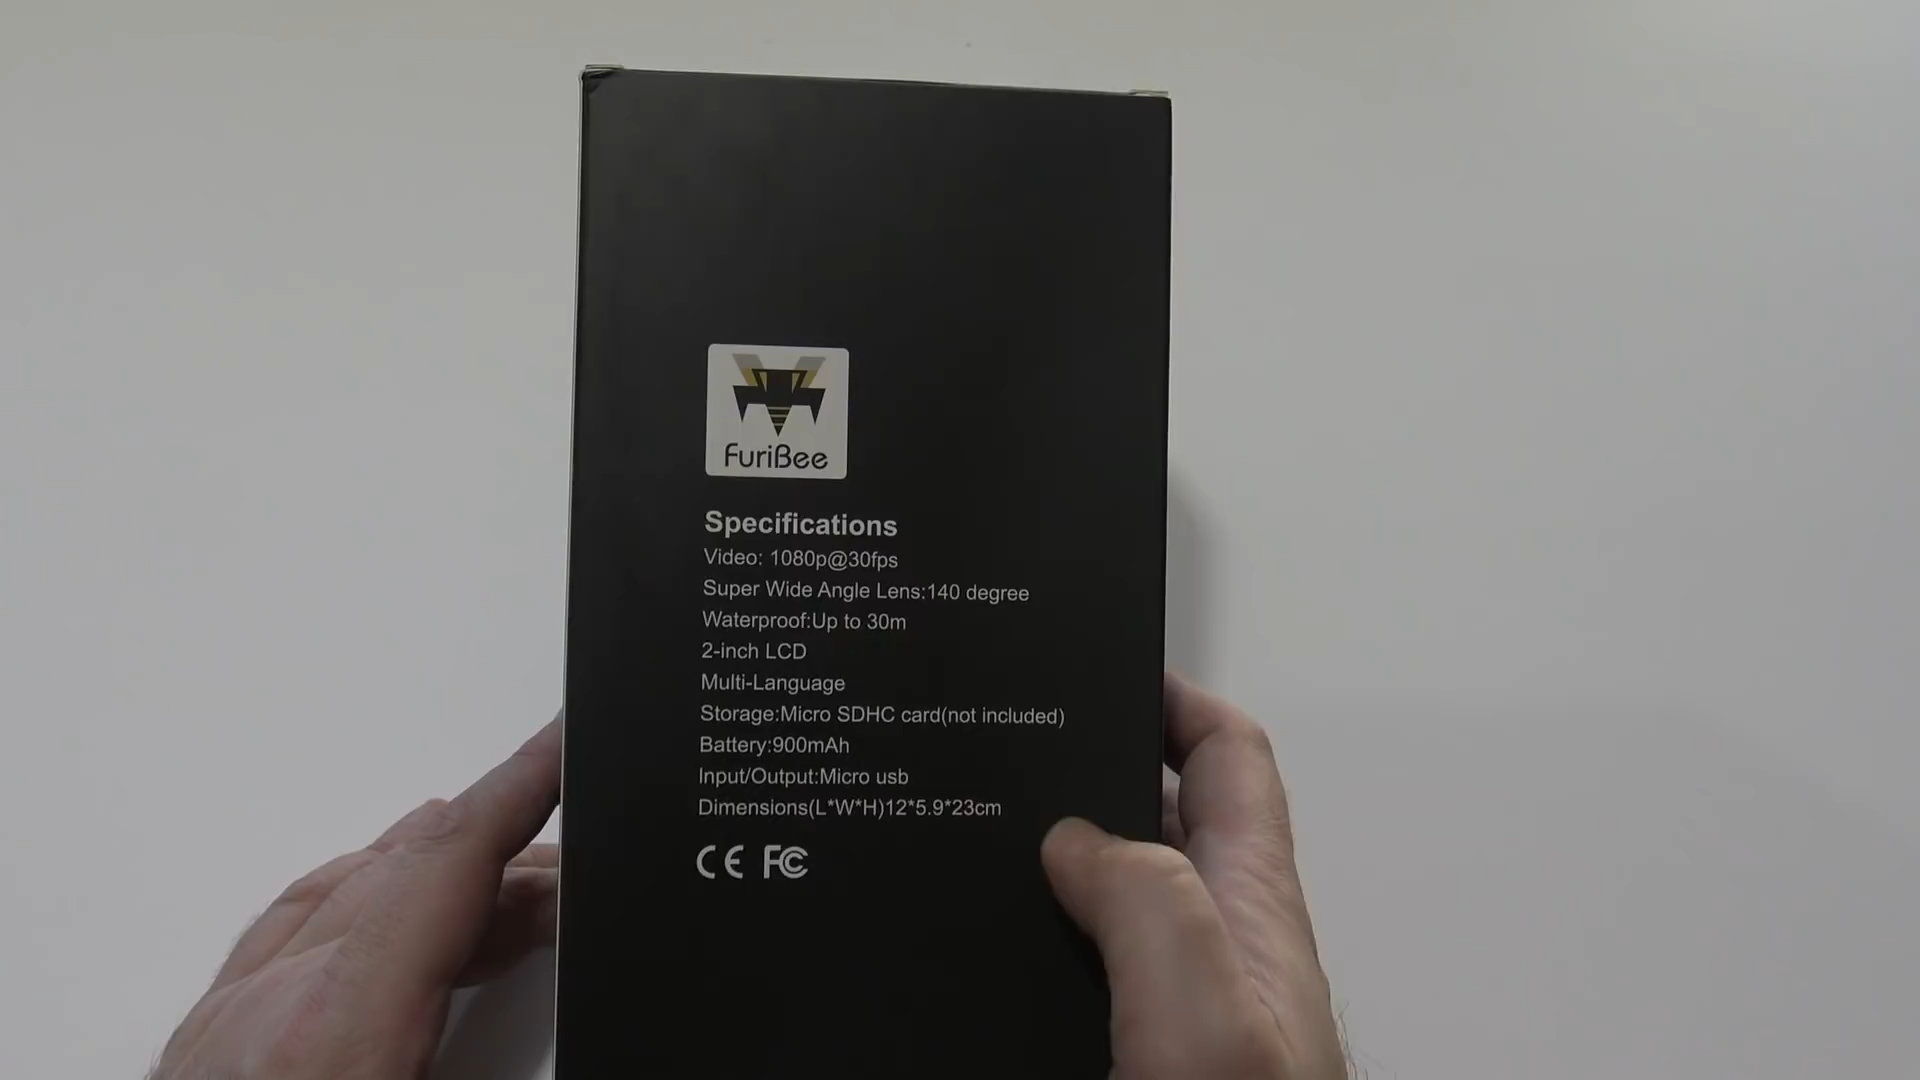 FuriBee
Specifications
Video: 1080p@30fps
Super Wide Angle Lens:140 degree
Waterproof:Up to 30m
2-inch LCD
Multi-Language
Storage:Micro SDHC card(not included)
Battery:900mAh
Input/Output:Micro usb
Dimensions(L*W*H)12*5.9*23cm
CE FC